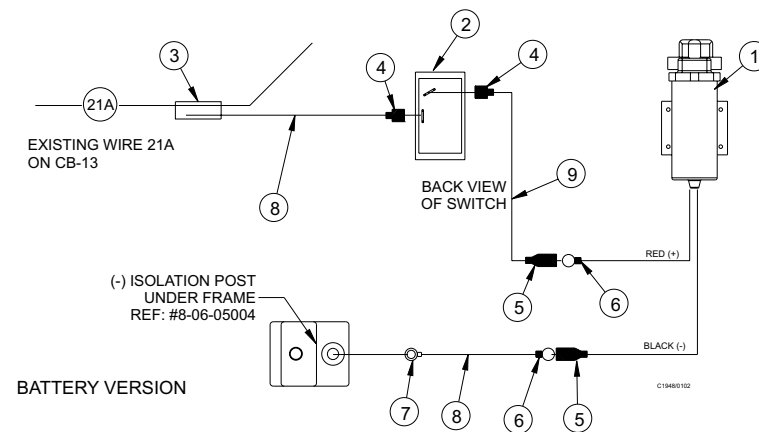 2
1
3
4
4
21A
EXISTING WIRE 21A
ON CB-13
8
BACK VIEW
OF SWITCH
9
RED (+)
5
6
(-) ISOLATION POST
UNDER FRAME
REF: #8-06-05004
BLACK (-)
BATTERY VERSION
C1948/0102
7
8
6
5